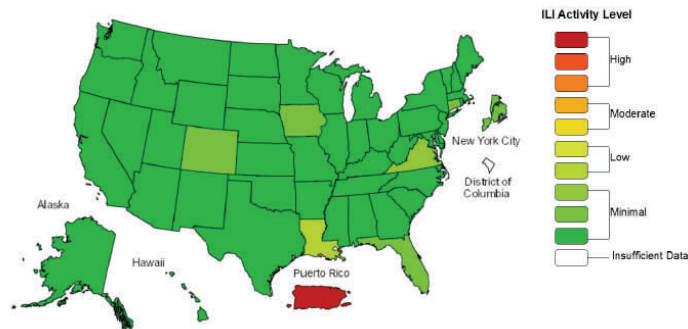 ILI Activity Level
High
Moderate
Low
Minimal
Insufficient Data
New York City
District of
Columbia
Alaska
Hawaii
Puerto Rico